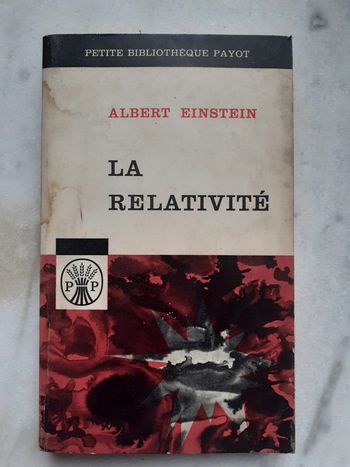 PETITE BIBLIOTHÈQUE PAYOT
ALBERT EINSTEIN
LA
RELATIVITÉ
P P